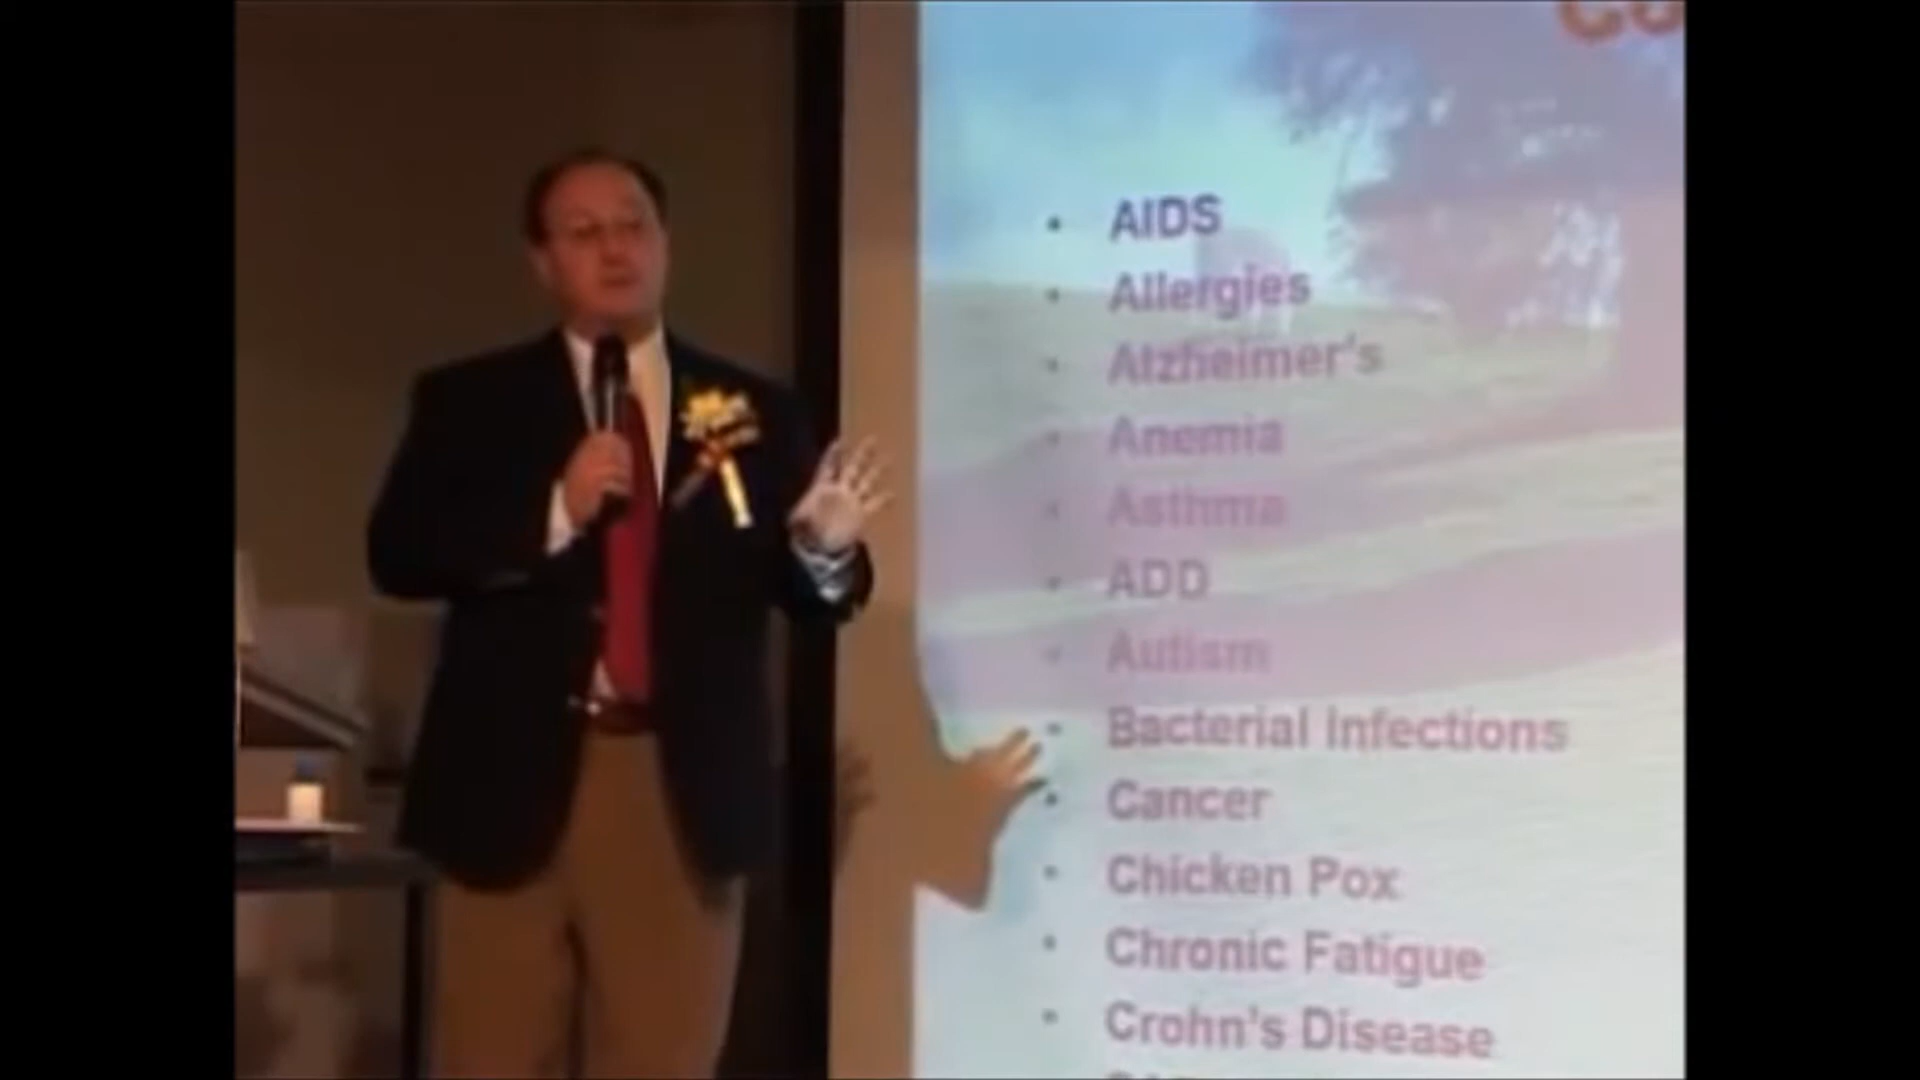 AIDS
Allergies
Alzheimer's
Anemia
Asthma
ADD
Autism
Bacterial Infections
Cancer
Chicken Pox
Chronic Fatigue
Crohn's Disease